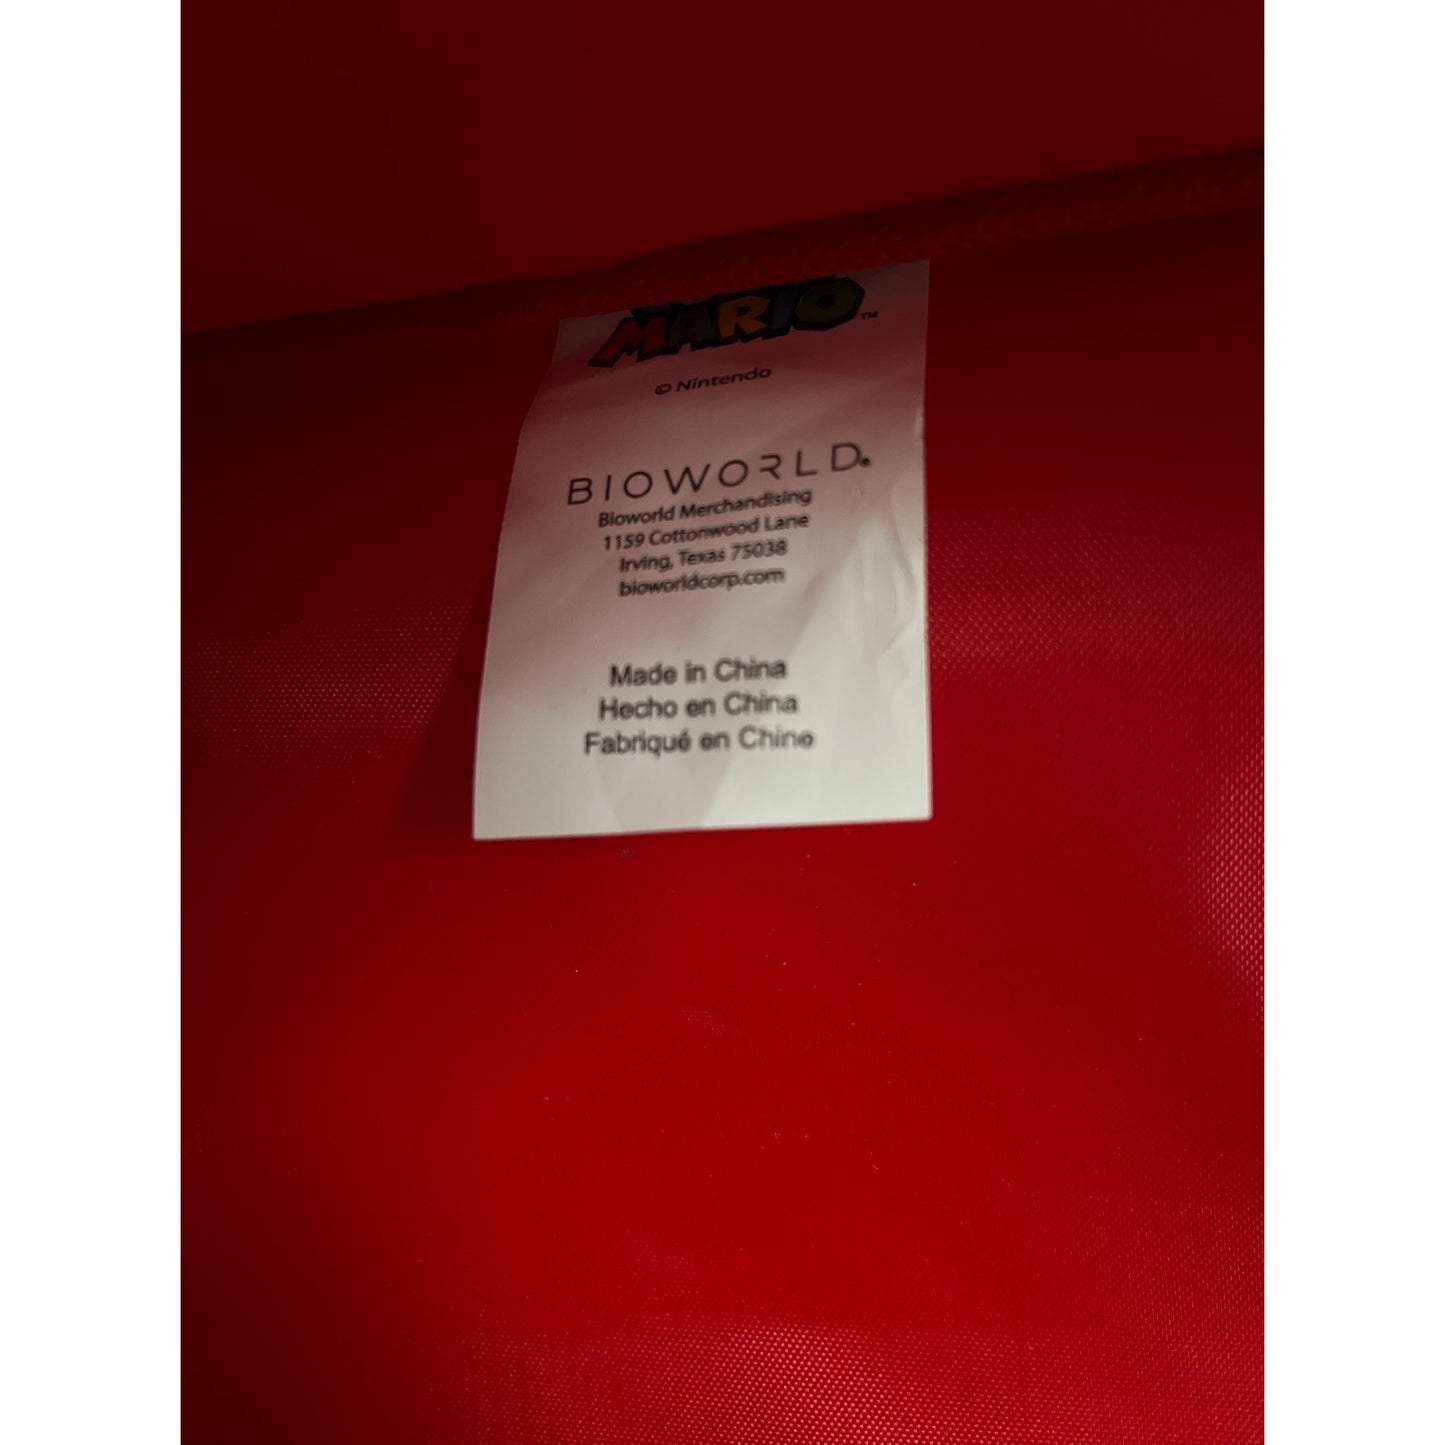 MARIO™
© Nintendo
BIOWORLD®
Bioworld Merchandising
1159 Cottonwood Lane
Irving, Texas 75038
bioworldcorp.com
Made in China
Hecho en China
Fabriqué en Chine